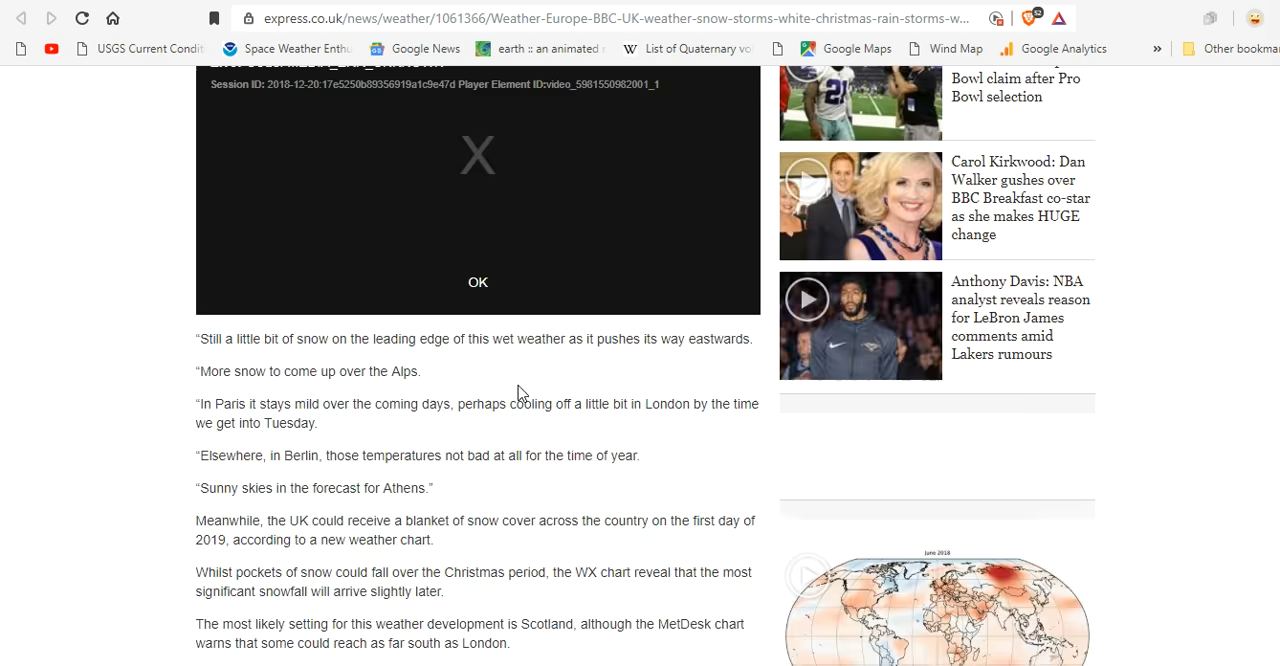 express.co.uk/news/weather/1061366/Weather-Europe-BBC-UK-weather-snow-storms-white-christmas-rain-storms-w...
52
USGS Current Condit
Space Weather Enthu
Google News
earth :: an animated
List of Quaternary vo
Google Maps
Wind Map
Google Analytics
»
Other bookma
Session ID: 2018-12-20:17e5250b89356919a1c9e47d Player Element ID:video_5981550982001_1
X
OK
“Still a little bit of snow on the leading edge of this wet weather as it pushes its way eastwards.
“More snow to come up over the Alps.
“In Paris it stays mild over the coming days, perhaps cooling off a little bit in London by the time
we get into Tuesday.
“Elsewhere, in Berlin, those temperatures not bad at all for the time of year.
“Sunny skies in the forecast for Athens.”
Meanwhile, the UK could receive a blanket of snow cover across the country on the first day of
2019, according to a new weather chart.
Whilst pockets of snow could fall over the Christmas period, the WX chart reveal that the most
significant snowfall will arrive slightly later.
The most likely setting for this weather development is Scotland, although the MetDesk chart
warns that some could reach as far south as London.
Bowl claim after Pro
Bowl selection
21
Carol Kirkwood: Dan
Walker gushes over
BBC Breakfast co-star
as she makes HUGE
change
Anthony Davis: NBA
analyst reveals reason
for LeBron James
comments amid
Lakers rumours
June 2018